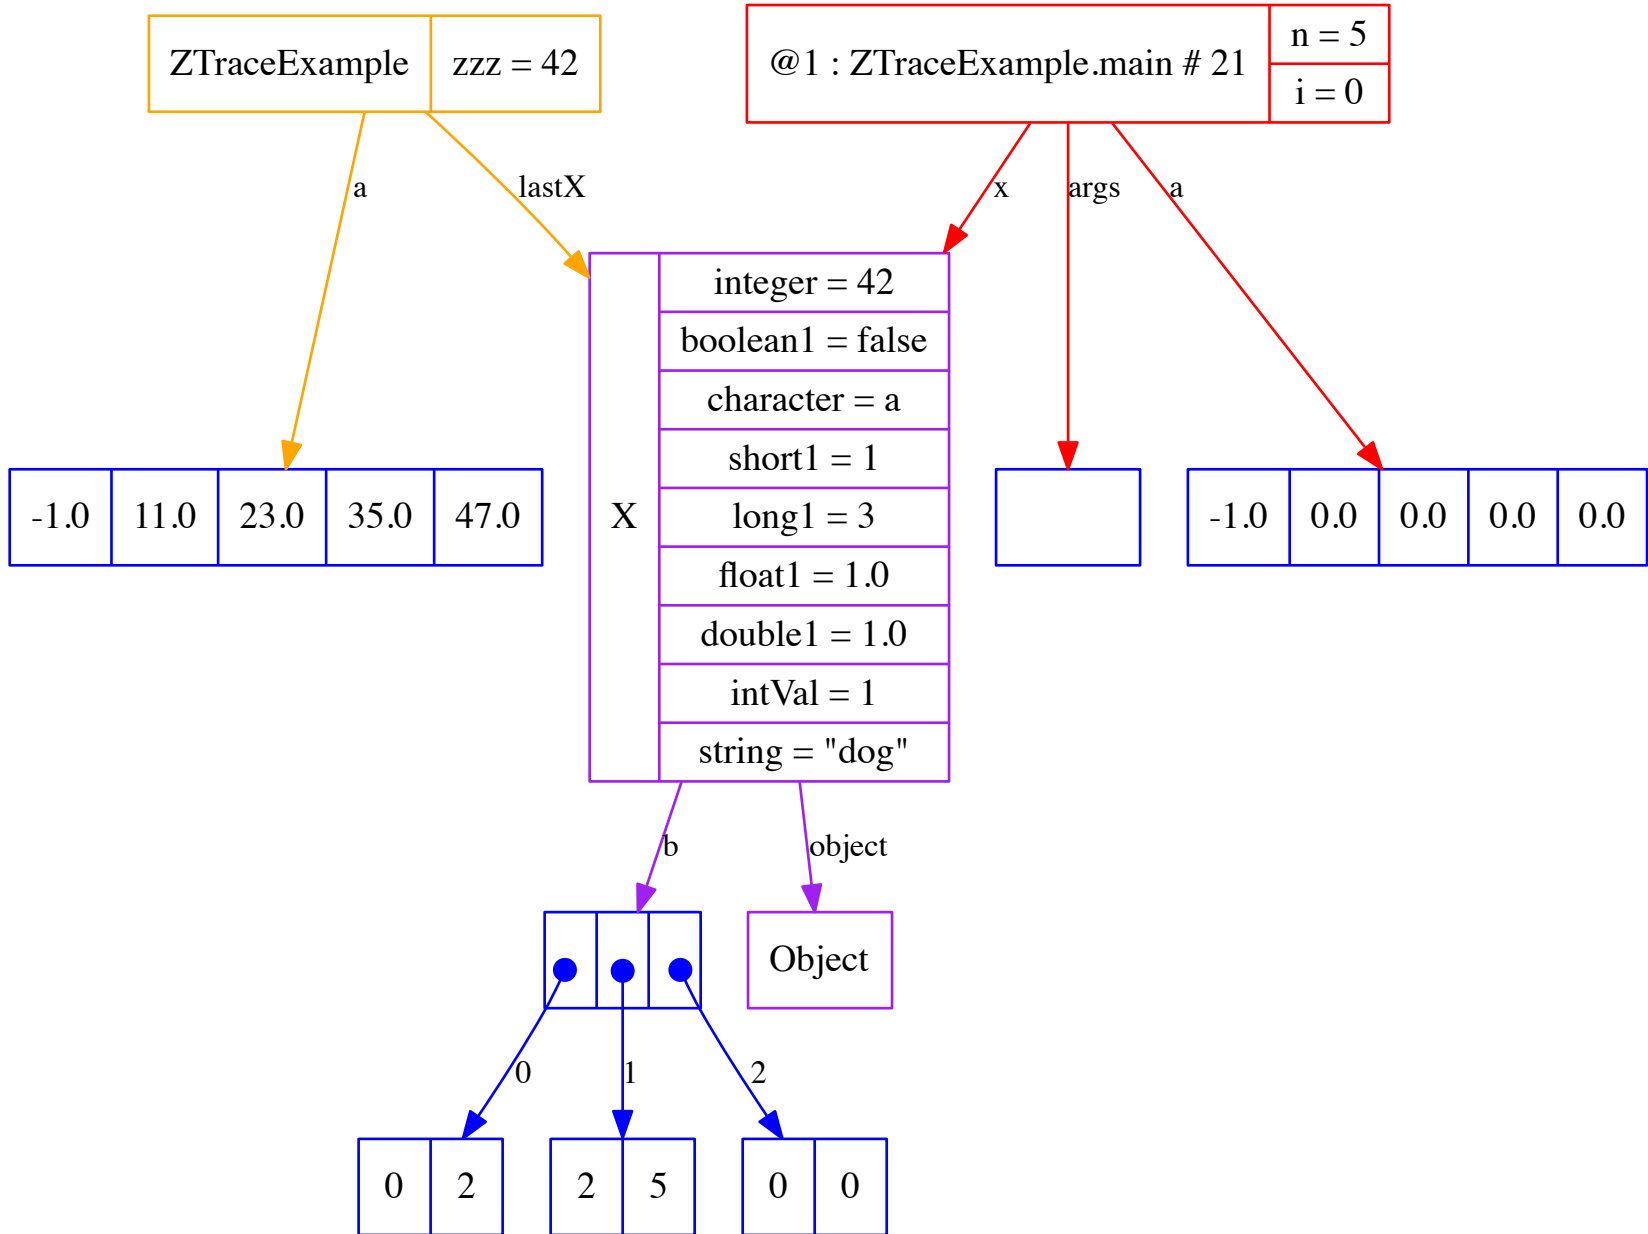 ZTraceExample zzz = 42
@1 : ZTraceExample.main # 21
n = 5
i = 0
a
lastX
x
args
a
X
integer = 42
boolean1 = false
character = a
short1 = 1
long1 = 3
float1 = 1.0
double1 = 1.0
intVal = 1
string = "dog"
-1.0 11.0 23.0 35.0 47.0
-1.0 0.0 0.0 0.0 0.0
b
object
Object
0
1
2
0 2
2 5
0 0